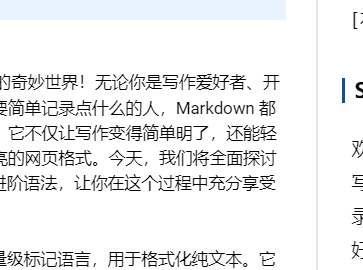 的奇妙世界！无论你是写作爱好者、开
要简单记录点什么的人，Markdown 都
它不仅让写作变得简单明了，还能轻
亮的网页格式。今天，我们将全面探讨
进阶语法，让你在这个过程中充分享受
量级标记语言，用于格式化纯文本。它
[
S
欢
写
录
好